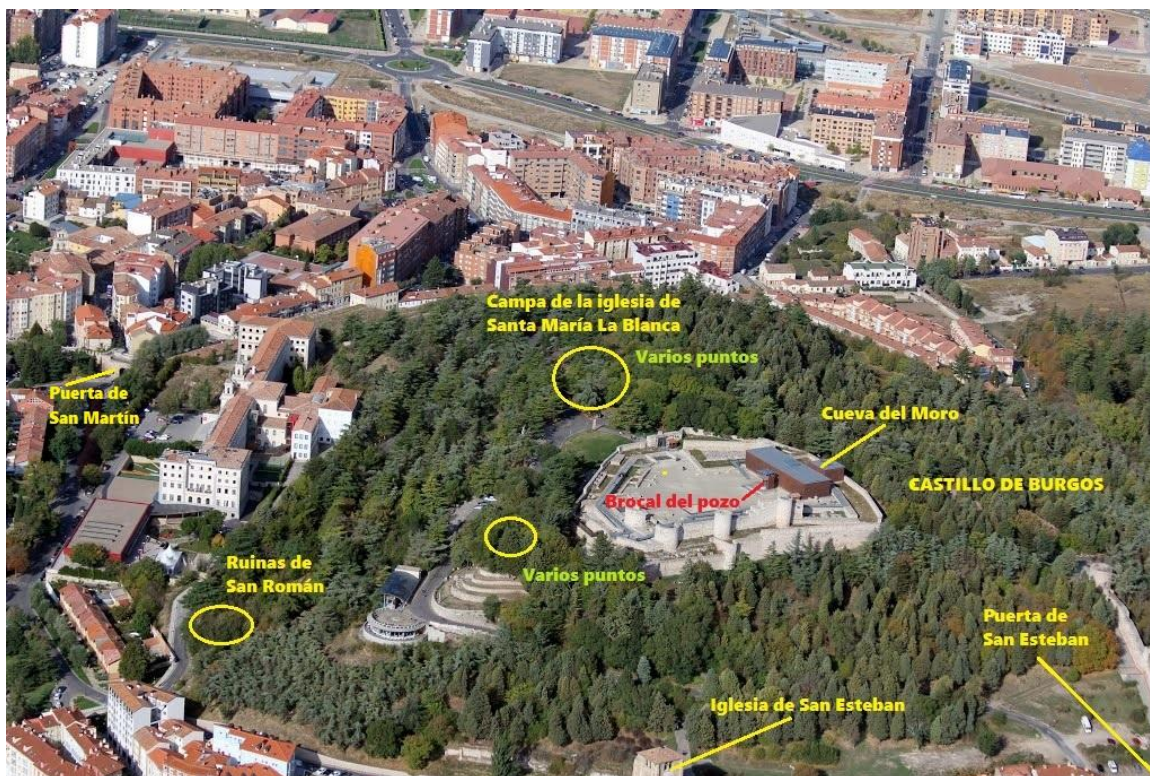 Campa de la iglesia de
Santa María La Blanca
Varios puntos
Puerta de
San Martín
Cueva del Moro
Brocal del pozo
CASTILLO DE BURGOS
Ruinas de
San Román
Varios puntos
Puerta de
San Esteban
Iglesia de San Esteban